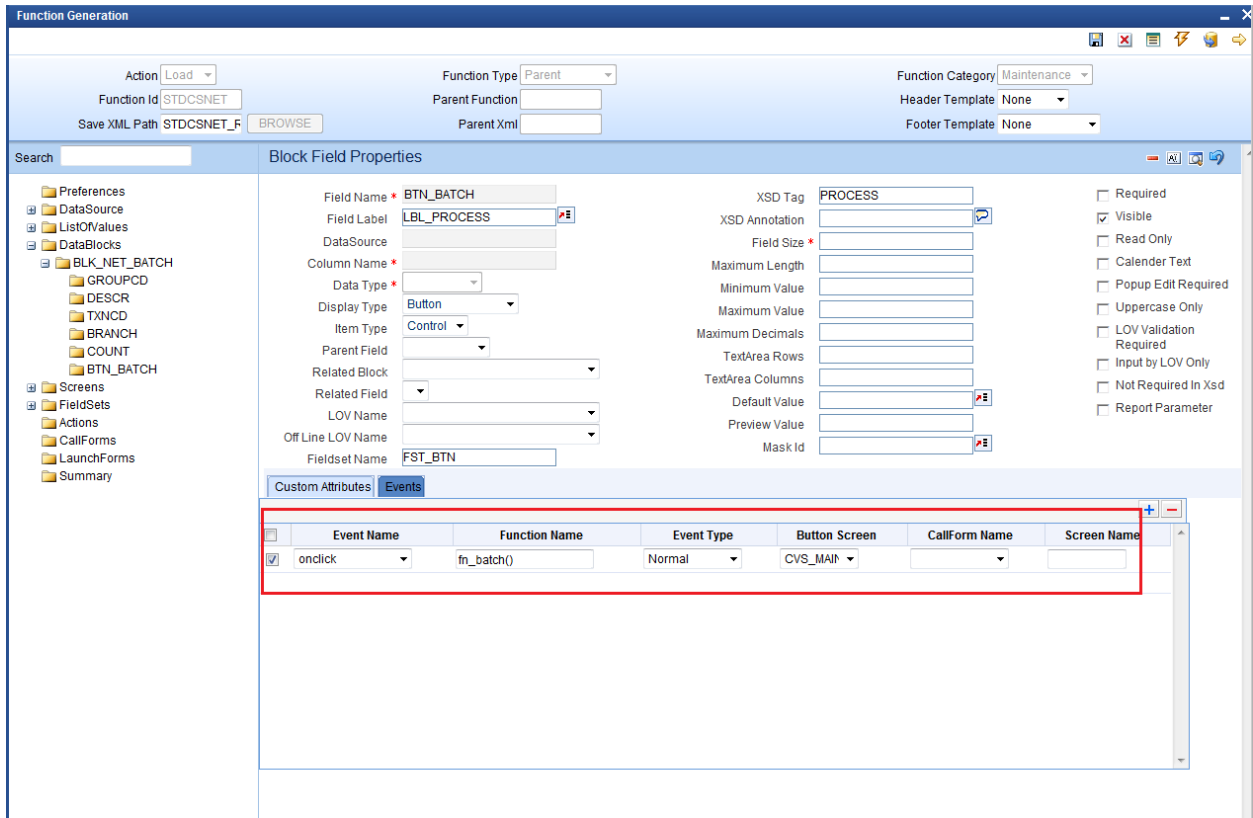 Function Generation
Action Load Function Type Parent Function Category Maintenance
Function Id STDCSNET Parent Function Header Template None
Save XML Path STDCSNET_R BROWSE Parent Xml Footer Template None
Search Block Field Properties
Preferences
DataSource
ListOfValues
DataBlocks
BLK_NET_BATCH
GROUPCD
DESCR
TXNCD
BRANCH
COUNT
BTN_BATCH
Screens
FieldSets
Actions
CallForms
LaunchForms
Summary
Field Name * BTN_BATCH
Field Label LBL_PROCESS
DataSource
Column Name *
Data Type *
Display Type Button
Item Type Control
Parent Field
Related Block
Related Field
LOV Name
Off Line LOV Name
Fieldset Name FST_BTN
XSD Tag PROCESS
XSD Annotation
Field Size *
Maximum Length
Minimum Value
Maximum Value
Maximum Decimals
TextArea Rows
TextArea Columns
Default Value
Preview Value
Mask Id
Required
Visible
Read Only
Calender Text
Popup Edit Required
Uppercase Only
LOV Validation
Required
Input by LOV Only
Not Required In Xsd
Report Parameter
Custom Attributes Events
Event Name Function Name Event Type Button Screen CallForm Name Screen Name
onclick fn_batch() Normal CVS_MAIN